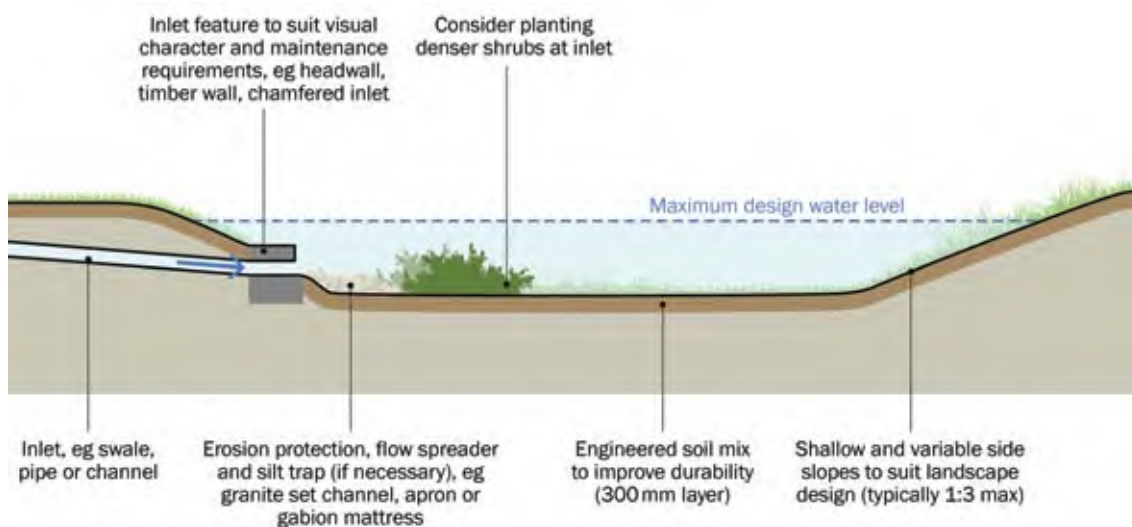 Inlet feature to suit visual
character and maintenance
requirements, eg headwall,
timber wall, chamfered inlet
Consider planting
denser shrubs at inlet
Maximum design water level
Inlet, eg swale,
pipe or channel
Erosion protection, flow spreader
and silt trap (if necessary), eg
granite set channel, apron or
gabion mattress
Engineered soil mix
to improve durability
(300 mm layer)
Shallow and variable side
slopes to suit landscape
design (typically 1:3 max)